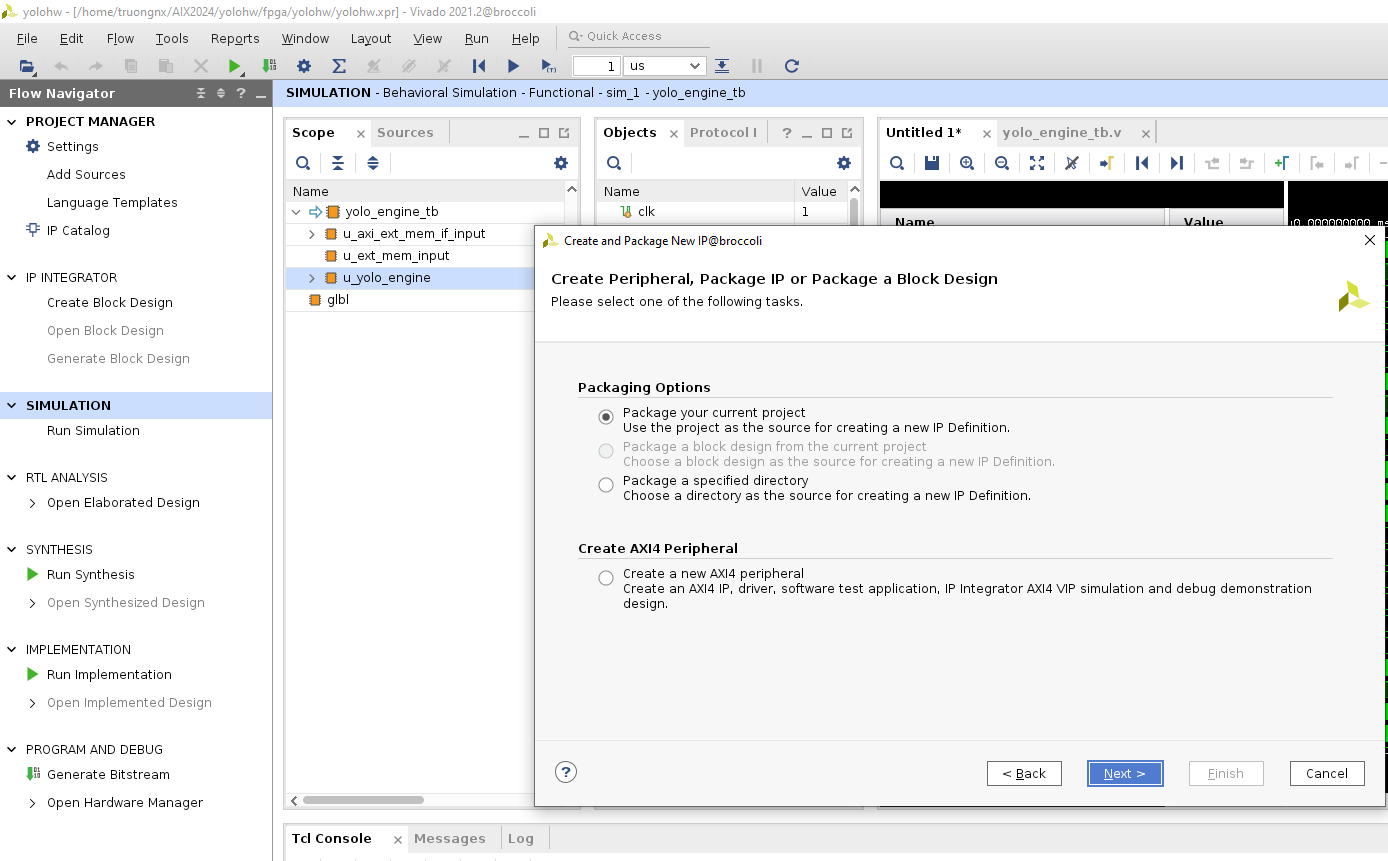 yolohw - [/home/truongnx/AIX2024/yolohw/fpga/yolohw/yolohw.xpr] - Vivado 2021.2@broccoli
File Edit Flow Tools Reports Window Layout View Run Help Quick Access
1 us
Flow Navigator
SIMULATION - Behavioral Simulation - Functional - sim_1 - yolo_engine_tb
PROJECT MANAGER
Settings
Add Sources
Language Templates
IP Catalog
IP INTEGRATOR
Create Block Design
Open Block Design
Generate Block Design
SIMULATION
Run Simulation
RTL ANALYSIS
Open Elaborated Design
SYNTHESIS
Run Synthesis
Open Synthesized Design
IMPLEMENTATION
Run Implementation
Open Implemented Design
PROGRAM AND DEBUG
Generate Bitstream
Open Hardware Manager
Scope Sources
Name
yolo_engine_tb
u_axi_ext_mem_if_input
u_ext_mem_input
u_yolo_engine
glbl
Objects Protocol I
Name Value
clk 1
Untitled 1* yolo_engine_tb.v
Name Value
Create and Package New IP@broccoli
Create Peripheral, Package IP or Package a Block Design
Please select one of the following tasks.
Packaging Options
Package your current project
Use the project as the source for creating a new IP Definition.
Package a block design from the current project
Choose a block design as the source for creating a new IP Definition.
Package a specified directory
Choose a directory as the source for creating a new IP Definition.
Create AXI4 Peripheral
Create a new AXI4 peripheral
Create an AXI4 IP, driver, software test application, IP Integrator AXI4 VIP simulation and debug demonstration
design.
? < Back Next > Finish Cancel
Tcl Console Messages Log